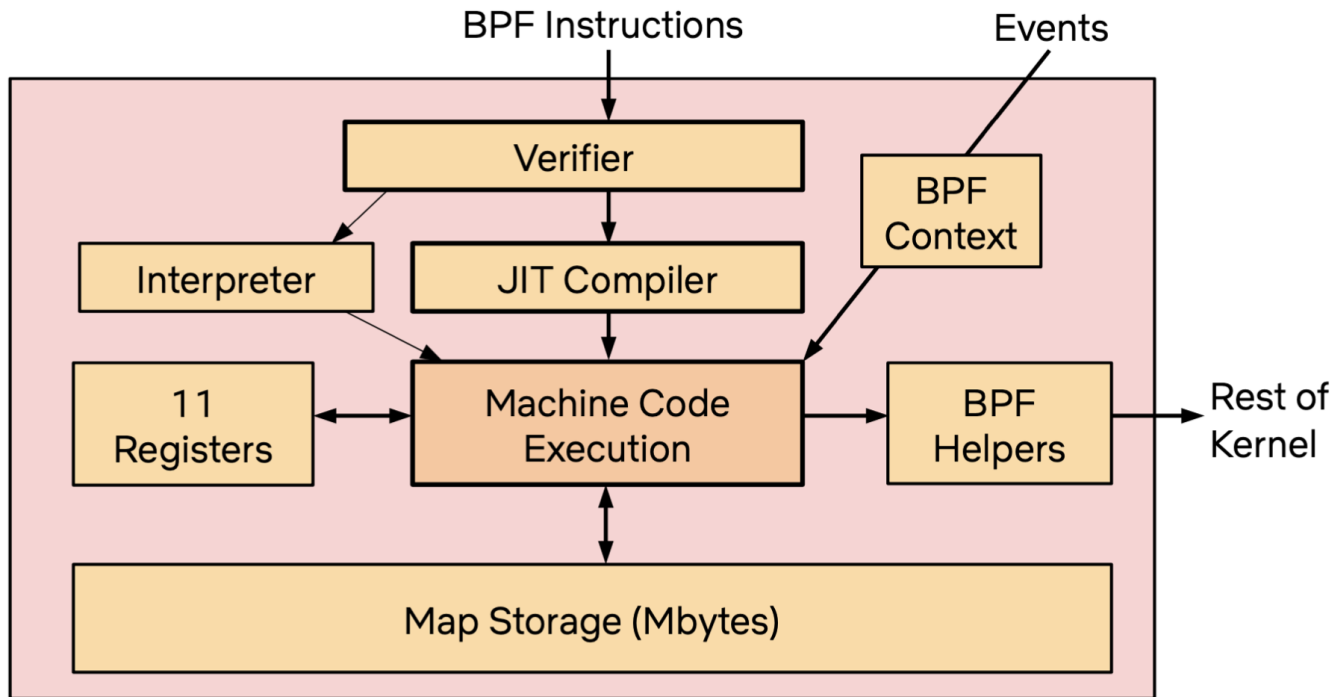 BPF Instructions
Events
Verifier
BPF
Context
Interpreter
JIT Compiler
11
Registers
Machine Code
Execution
BPF
Helpers
Rest of
Kernel
Map Storage (Mbytes)